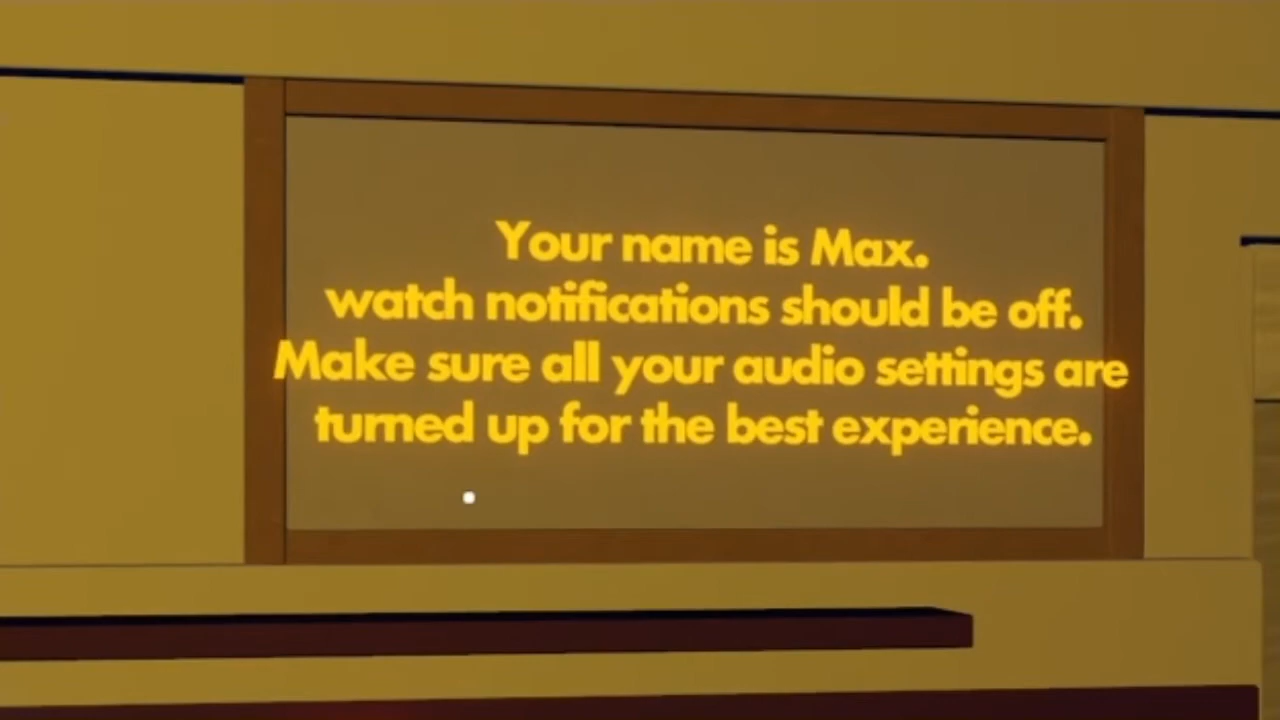 Your name is Max.
watch notifications should be off.
Make sure all your audio settings are
turned up for the best experience.